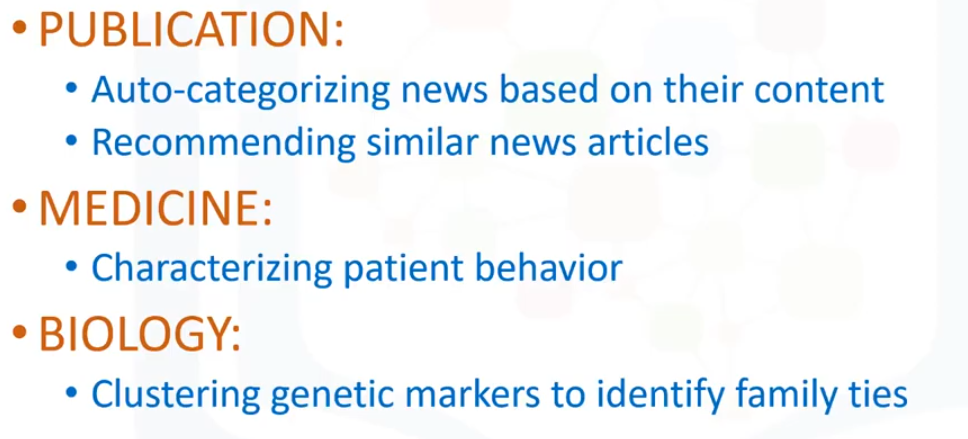 • PUBLICATION:
• Auto-categorizing news based on their content
• Recommending similar news articles
• MEDICINE:
• Characterizing patient behavior
• BIOLOGY:
• Clustering genetic markers to identify family ties